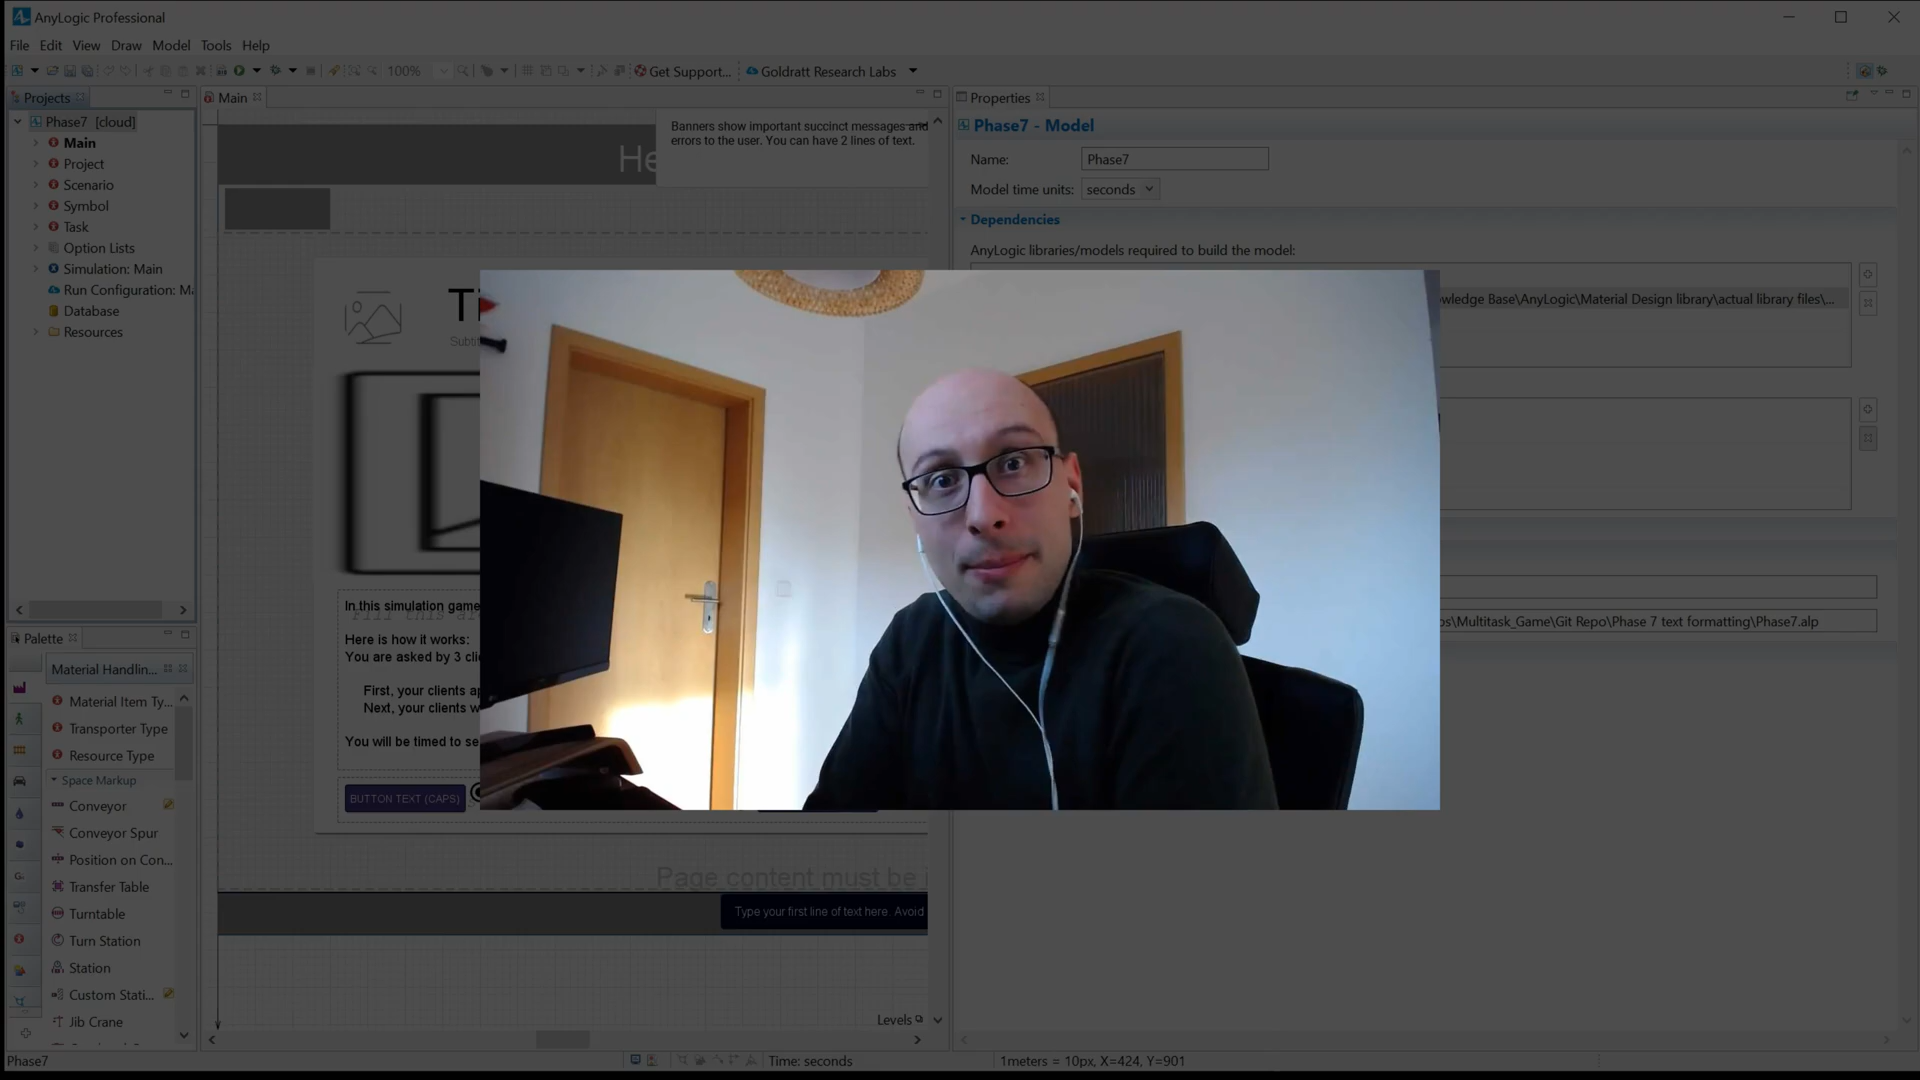 AnyLogic Professional
File Edit View Draw Model Tools Help
100%
Get Support...
Goldratt Research Labs
Projects
Phase7 [cloud]
Main
Project
Scenario
Symbol
Task
Option Lists
Simulation: Main
Run Configuration: Ma
Database
Resources
Palette
Material Handlin...
Material Item Ty...
Transporter Type
Resource Type
Space Markup
Conveyor
Conveyor Spur
Position on Con...
Transfer Table
Turntable
Turn Station
Station
Custom Stati...
Jib Crane
Main
He
Banners show important succinct messages and
errors to the user. You can have 2 lines of text.
Ti
Subti
In this simulation game
Here is how it works:
You are asked by 3 cli
First, your clients ap
Next, your clients w
You will be timed to se
BUTTON TEXT (CAPS)
Page content must be i
Type your first line of text here. Avoid
Levels
Properties
Phase7 - Model
Name: Phase7
Model time units: seconds
Dependencies
AnyLogic libraries/models required to build the model:
wledge Base\AnyLogic\Material Design library\actual library files\...
os\Multitask_Game\Git Repo\Phase 7 text formatting\Phase7.alp
Phase7
Time: seconds
1meters = 10px, X=424, Y=901